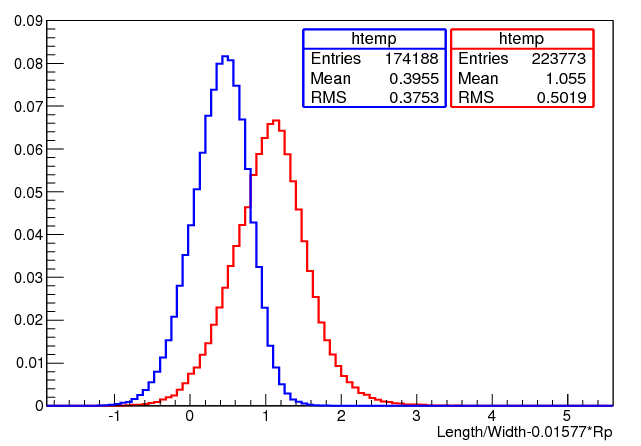 0.09
0.08
0.07
0.06
0.05
0.04
0.03
0.02
0.01
0
htemp
Entries 174188
Mean 0.3955
RMS 0.3753
htemp
Entries 223773
Mean 1.055
RMS 0.5019
-1 0 1 2 3 4 5
Length/Width-0.01577*Rp